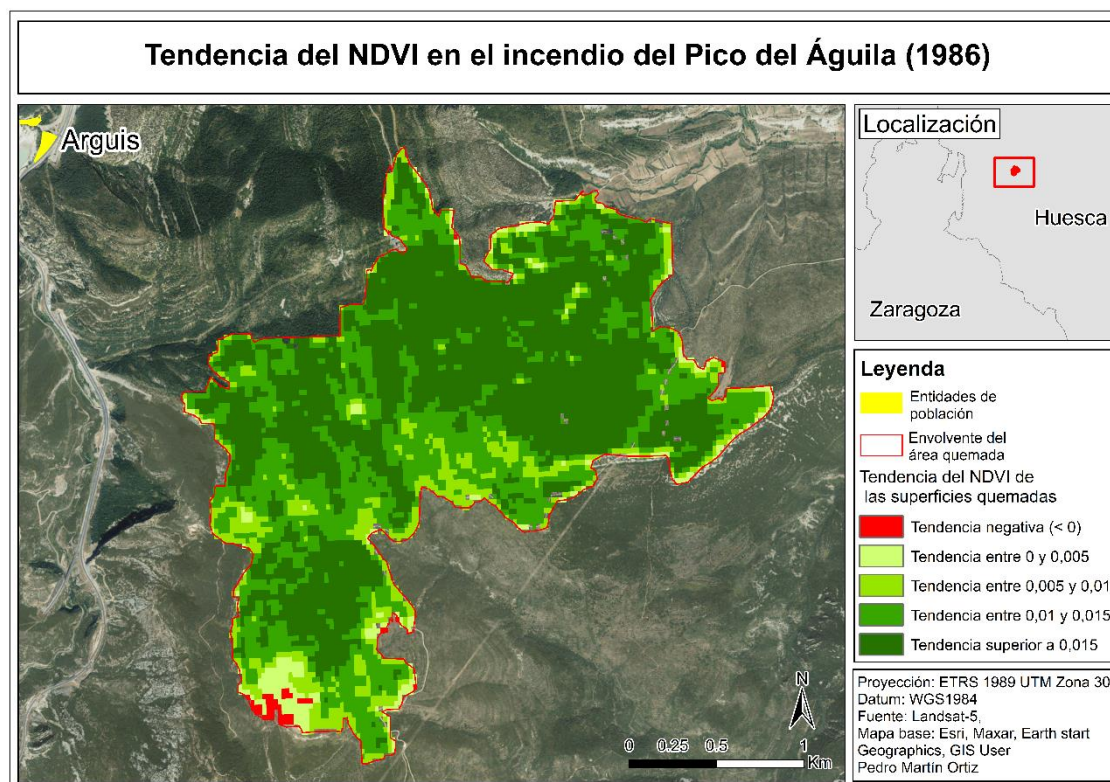 Tendencia del NDVI en el incendio del Pico del Águila (1986)
Arguis
Localización
Huesca
Zaragoza
Leyenda
Entidades de
población
Envolvente del
área quemada
Tendencia del NDVI de
las superficies quemadas
Tendencia negativa (< 0)
Tendencia entre 0 y 0,005
Tendencia entre 0,005 y 0,01
Tendencia entre 0,01 y 0,015
Tendencia superior a 0,015
N
0 0.25 0.5 1
Km
Proyección: ETRS 1989 UTM Zona 30
Datum: WGS1984
Fuente: Landsat-5,
Mapa base: Esri, Maxar, Earth start
Geographics, GIS User
Pedro Martín Ortiz